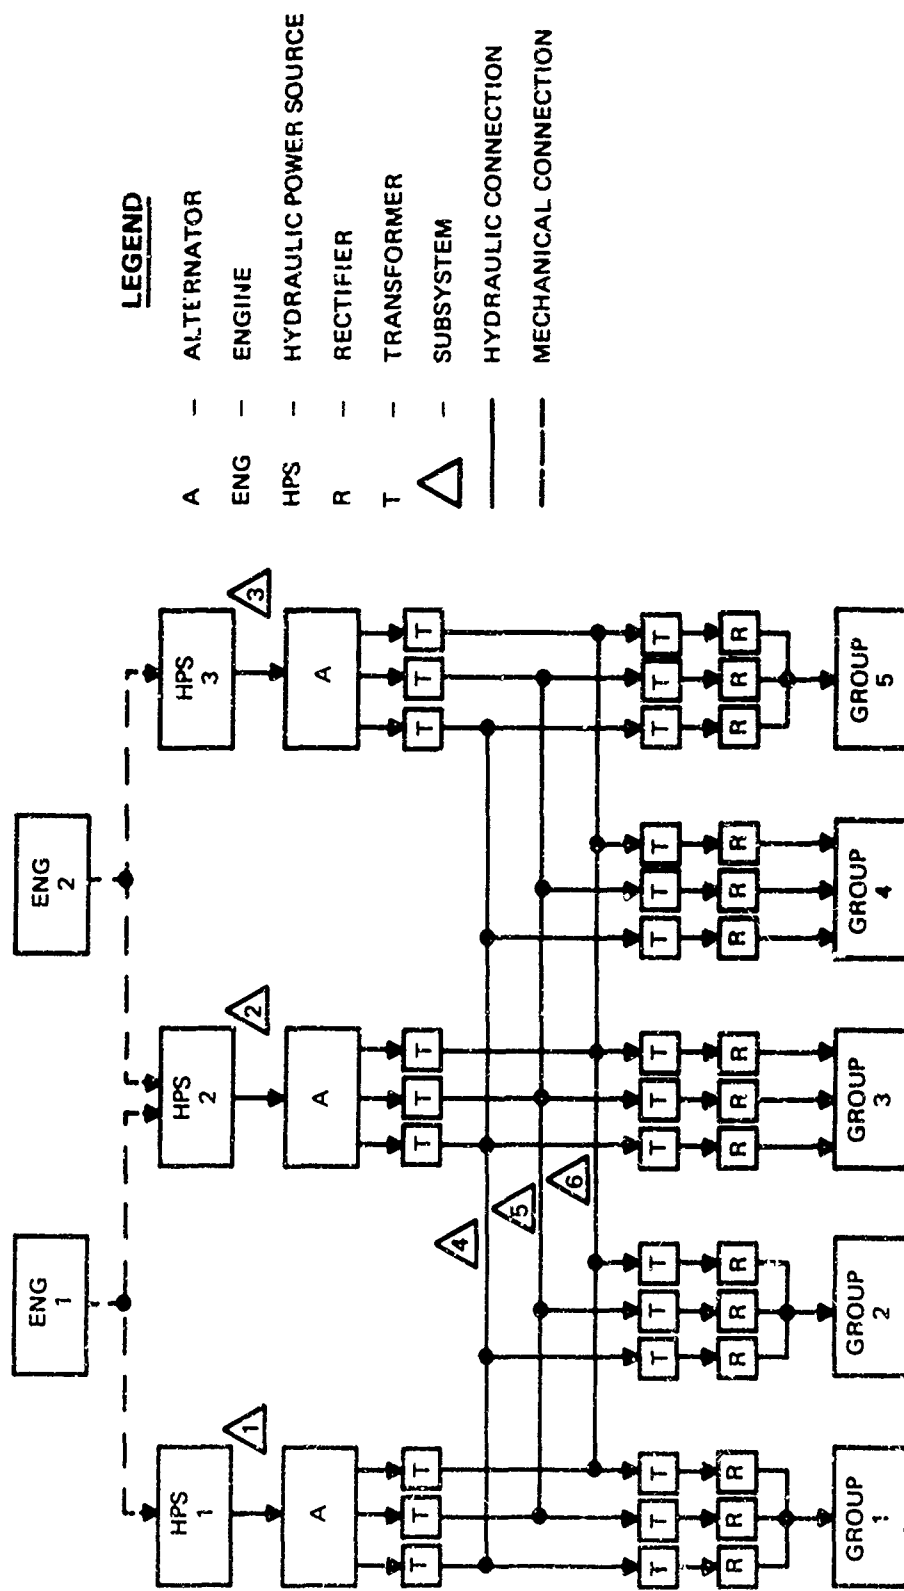 ENG
1
ENG
2
HPS
1
HPS
2
HPS
3
1
2
3
A
A
A
T T T T T T T T T
4
5
6
T T T T T T T T T T T T T T T
R R R R R R R R R R R R R R R
GROUP
1
GROUP
2
GROUP
3
GROUP
4
GROUP
5
LEGEND
A – ALTERNATOR
ENG – ENGINE
HPS – HYDRAULIC POWER SOURCE
R – RECTIFIER
T – TRANSFORMER
– SUBSYSTEM
HYDRAULIC CONNECTION
MECHANICAL CONNECTION